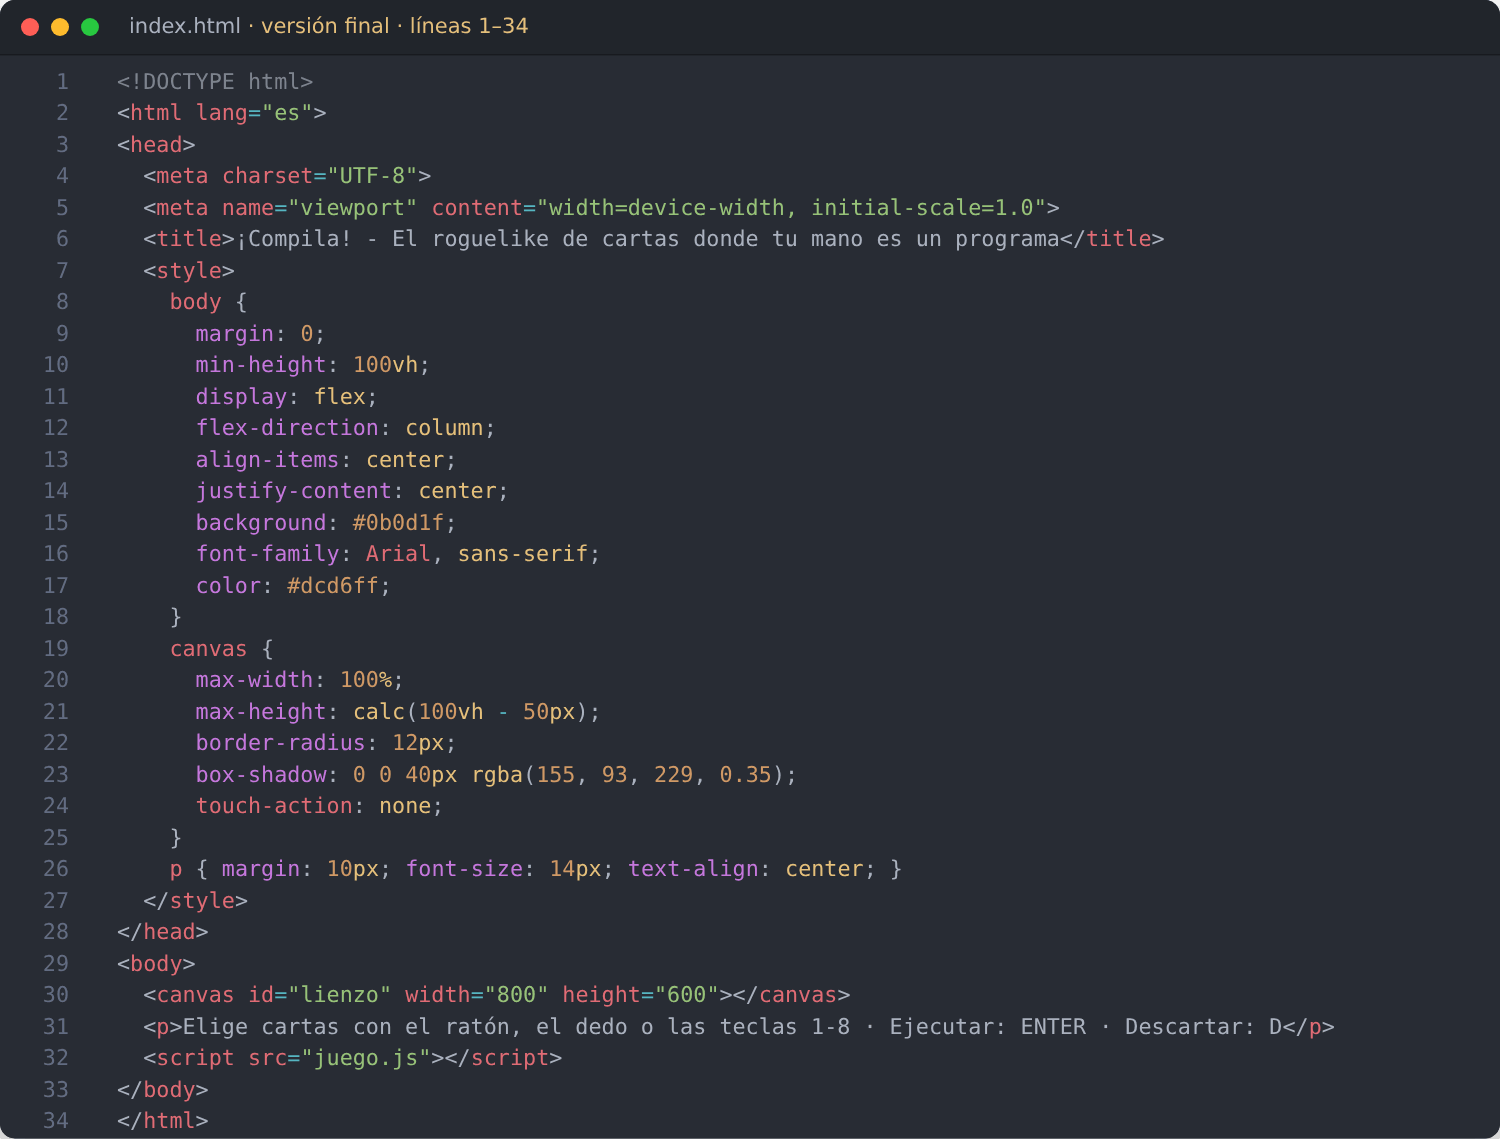 index.html · versión final · líneas 1–34
1 <!DOCTYPE html>
2 <html lang="es">
3 <head>
4   <meta charset="UTF-8">
5   <meta name="viewport" content="width=device-width, initial-scale=1.0">
6   <title>¡Compila! - El roguelike de cartas donde tu mano es un programa</title>
7   <style>
8     body {
9       margin: 0;
10       min-height: 100vh;
11       display: flex;
12       flex-direction: column;
13       align-items: center;
14       justify-content: center;
15       background: #0b0d1f;
16       font-family: Arial, sans-serif;
17       color: #dcd6ff;
18     }
19     canvas {
20       max-width: 100%;
21       max-height: calc(100vh - 50px);
22       border-radius: 12px;
23       box-shadow: 0 0 40px rgba(155, 93, 229, 0.35);
24       touch-action: none;
25     }
26     p { margin: 10px; font-size: 14px; text-align: center; }
27   </style>
28 </head>
29 <body>
30   <canvas id="lienzo" width="800" height="600"></canvas>
31   <p>Elige cartas con el ratón, el dedo o las teclas 1-8 · Ejecutar: ENTER · Descartar: D</p>
32   <script src="juego.js"></script>
33 </body>
34 </html>